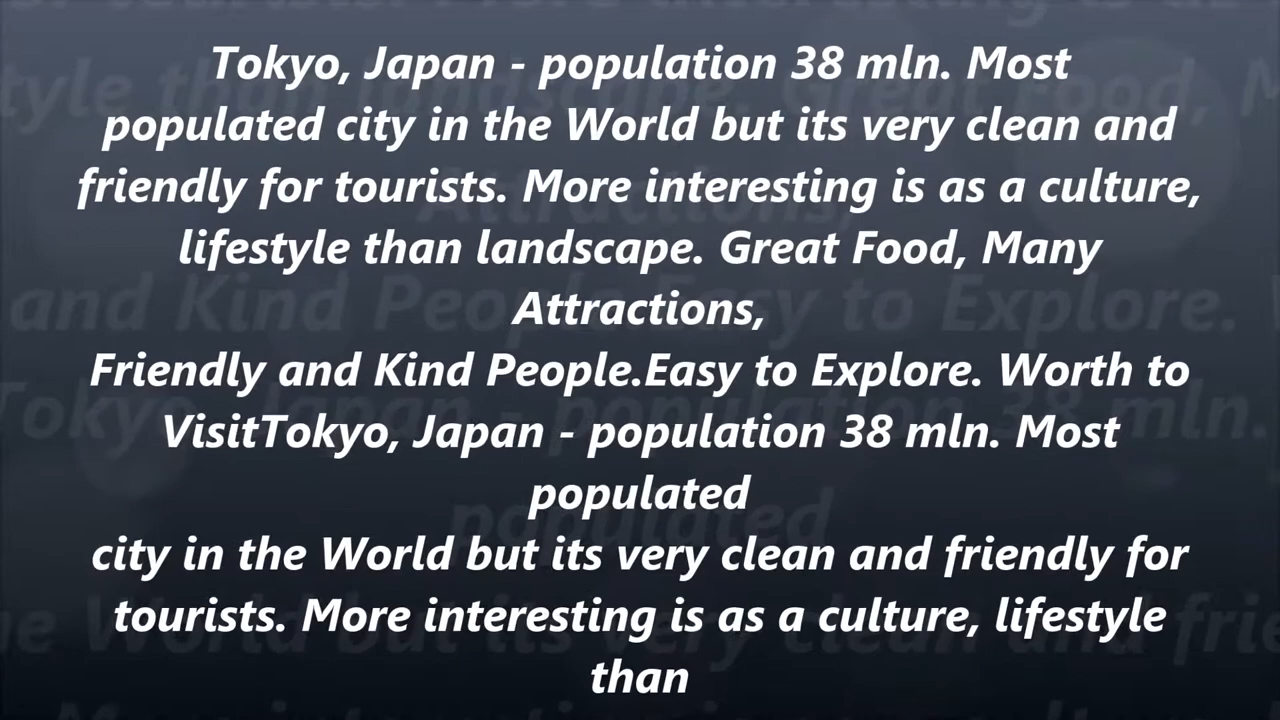 Tokyo, Japan - population 38 mln. Most
populated city in the World but its very clean and
friendly for tourists. More interesting is as a culture,
lifestyle than landscape. Great Food, Many
Attractions,
Friendly and Kind People.Easy to Explore. Worth to
VisitTokyo, Japan - population 38 mln. Most
populated
city in the World but its very clean and friendly for
tourists. More interesting is as a culture, lifestyle
than